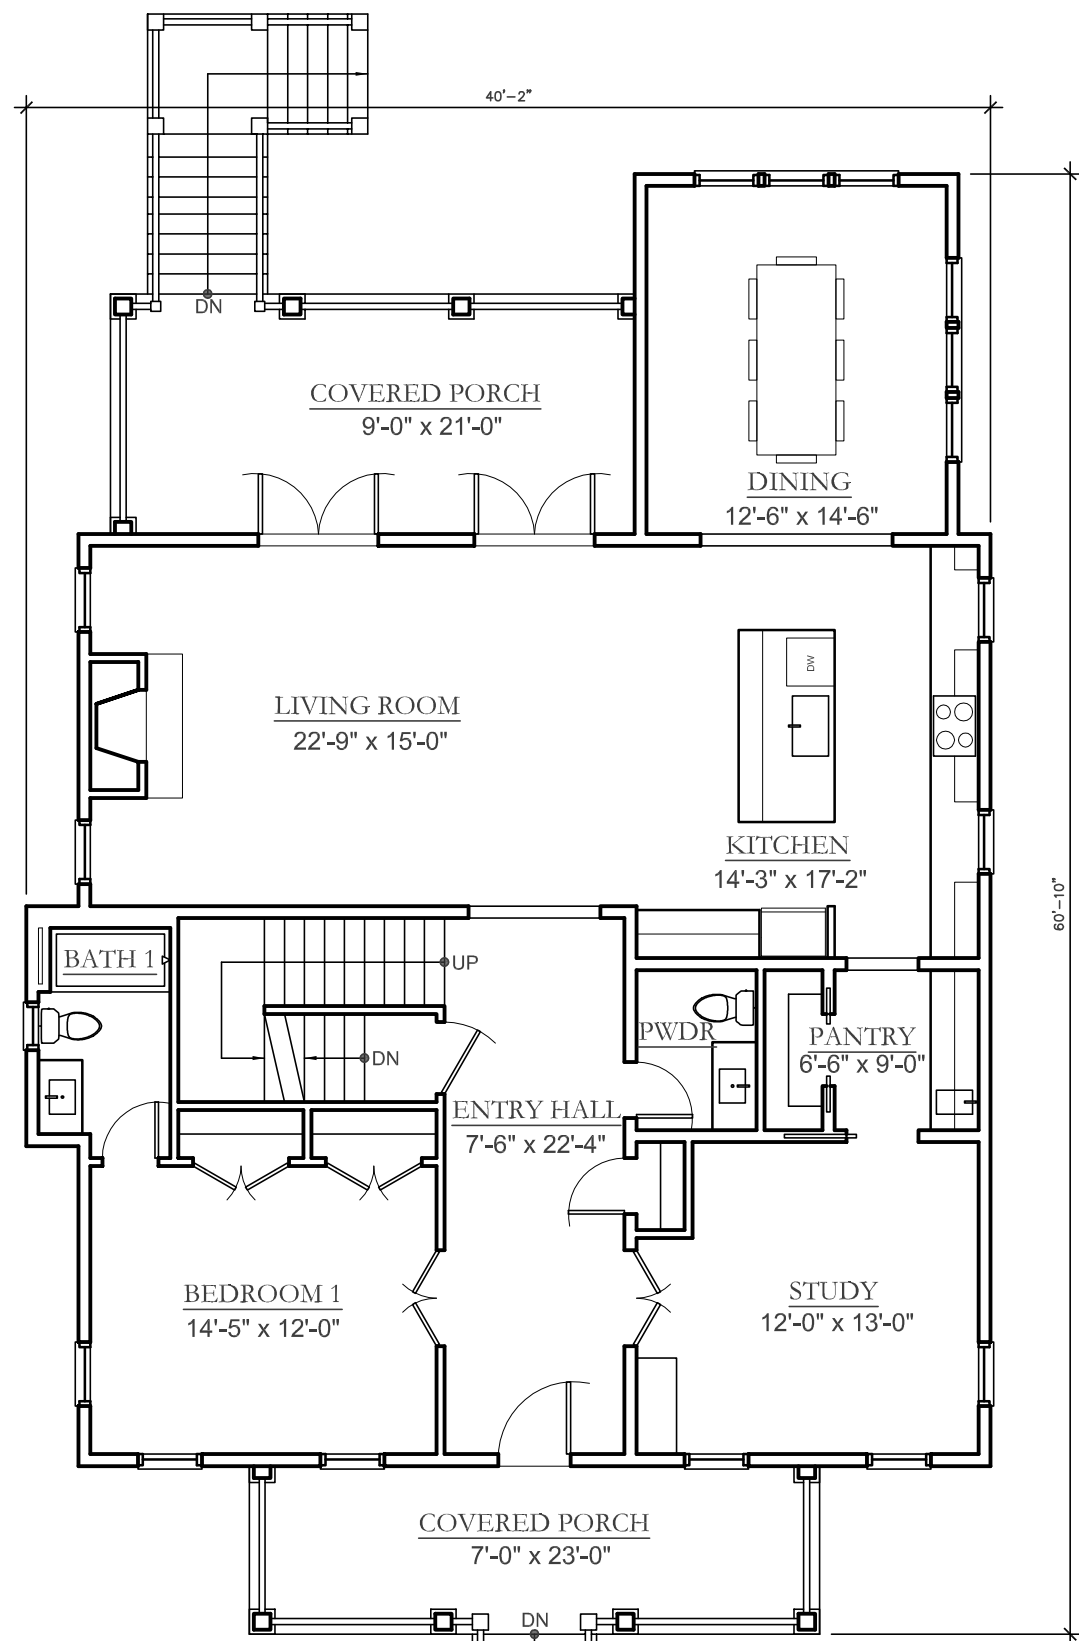 40'-2"
DN
COVERED PORCH
9'-0" x 21'-0"
DINING
12'-6" x 14'-6"
DW
LIVING ROOM
22'-9" x 15'-0"
KITCHEN
14'-3" x 17'-2"
60'-10"
BATH 1
UP
DN
PWDR
PANTRY
6'-6" x 9'-0"
ENTRY HALL
7'-6" x 22'-4"
BEDROOM 1
14'-5" x 12'-0"
STUDY
12'-0" x 13'-0"
COVERED PORCH
7'-0" x 23'-0"
DN